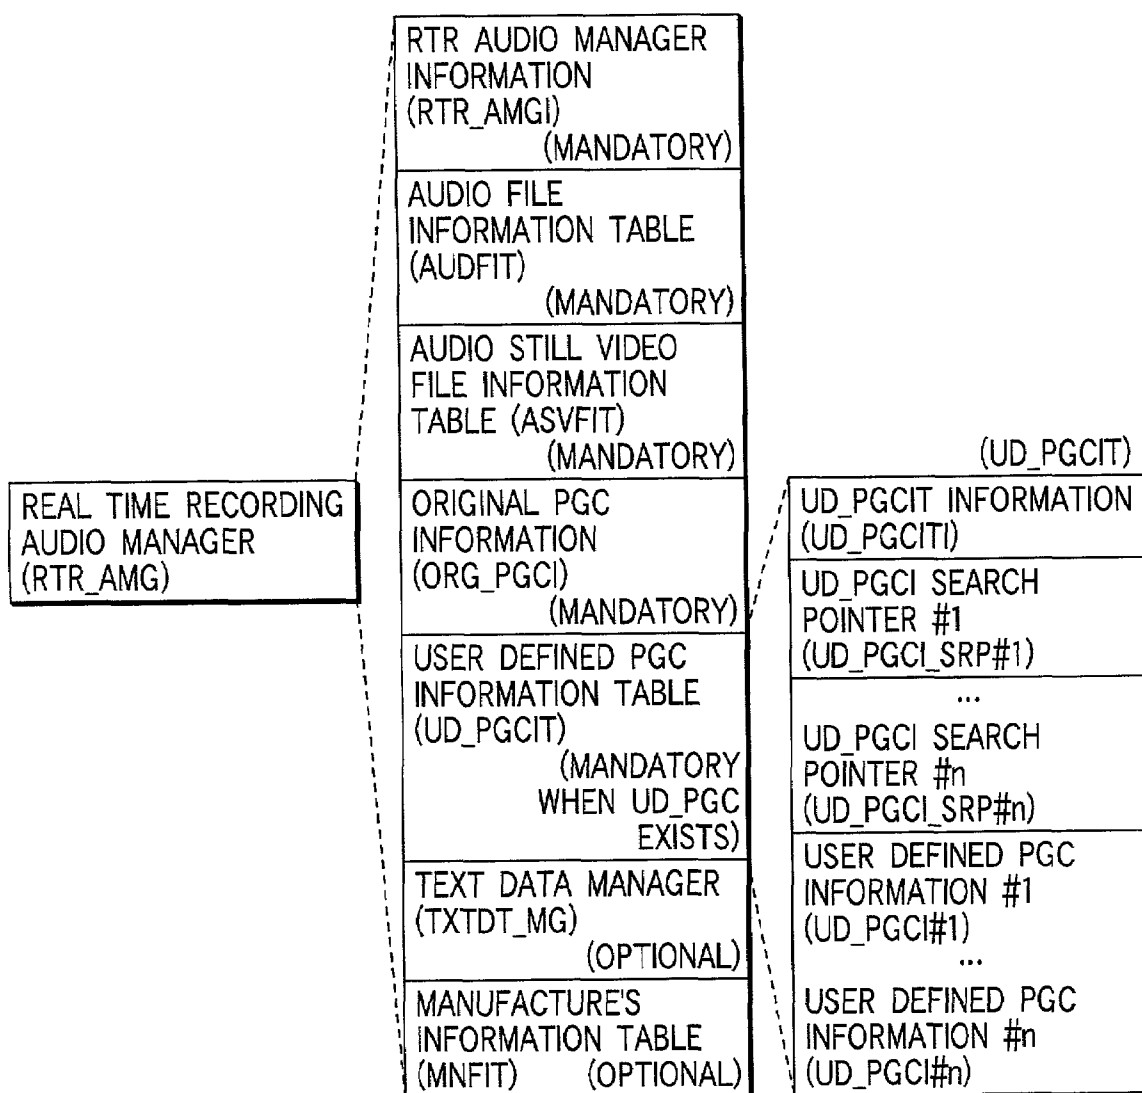 REAL TIME RECORDING
AUDIO MANAGER
(RTR_AMG)
RTR AUDIO MANAGER
INFORMATION
(RTR_AMGI)
(MANDATORY)
AUDIO FILE
INFORMATION TABLE
(AUDFIT)
(MANDATORY)
AUDIO STILL VIDEO
FILE INFORMATION
TABLE (ASVFIT)
(MANDATORY)
ORIGINAL PGC
INFORMATION
(ORG_PGCI)
(MANDATORY)
USER DEFINED PGC
INFORMATION TABLE
(UD_PGCIT)
(MANDATORY
WHEN UD_PGC
EXISTS)
TEXT DATA MANAGER
(TXTDT_MG)
(OPTIONAL)
MANUFACTURE'S
INFORMATION TABLE
(MNFIT) (OPTIONAL)
(UD_PGCIT)
UD_PGCIT INFORMATION
(UD_PGCITI)
UD_PGCI SEARCH
POINTER #1
(UD_PGCI_SRP#1)
...
UD_PGCI SEARCH
POINTER #n
(UD_PGCI_SRP#n)
USER DEFINED PGC
INFORMATION #1
(UD_PGCI#1)
...
USER DEFINED PGC
INFORMATION #n
(UD_PGCI#n)